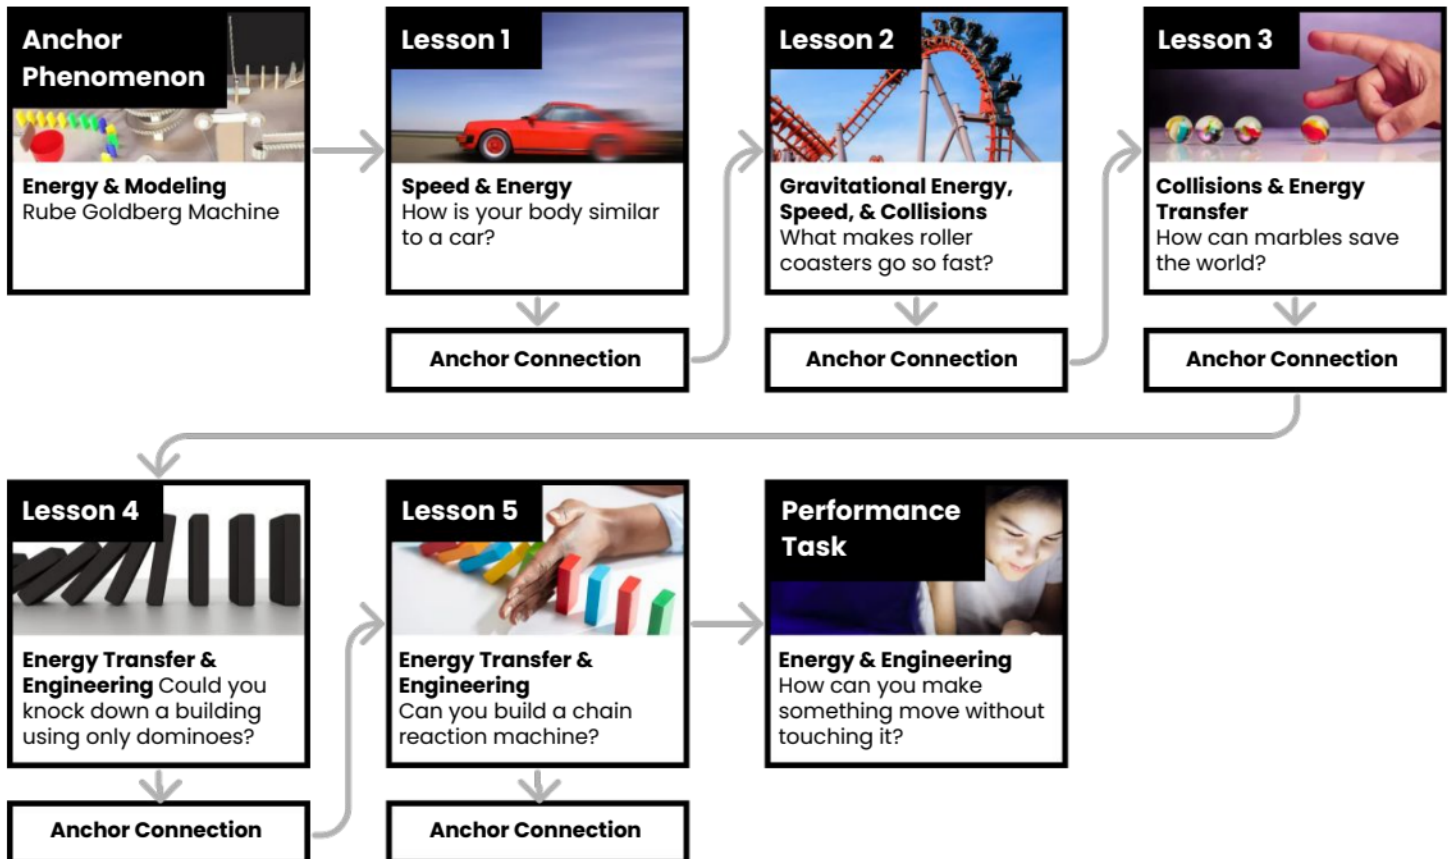 Anchor
Phenomenon
Energy & Modeling
Rube Goldberg Machine
Lesson 1
Speed & Energy
How is your body similar
to a car?
Anchor Connection
Lesson 2
Gravitational Energy,
Speed, & Collisions
What makes roller
coasters go so fast?
Anchor Connection
Lesson 3
Collisions & Energy
Transfer
How can marbles save
the world?
Anchor Connection
Lesson 4
Energy Transfer &
Engineering Could you
knock down a building
using only dominoes?
Anchor Connection
Lesson 5
Energy Transfer &
Engineering
Can you build a chain
reaction machine?
Anchor Connection
Performance
Task
Energy & Engineering
How can you make
something move without
touching it?